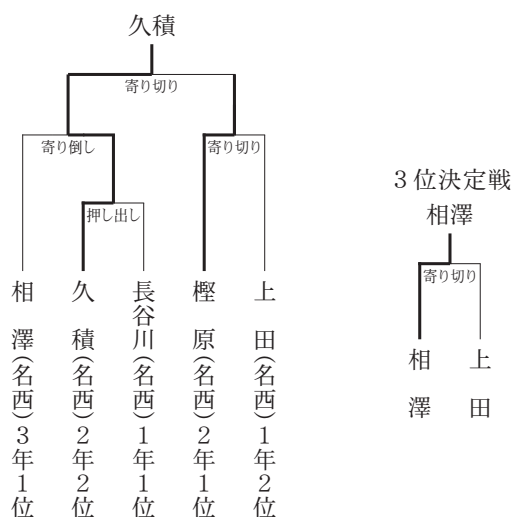 久積
寄り切り
寄り倒し
寄り切り
押し出し
相澤(名西)3年1位
久積(名西)2年2位
長谷川(名西)1年1位
樫原(名西)2年1位
上田(名西)1年2位
３位決定戦
相澤
寄り切り
相澤
上田